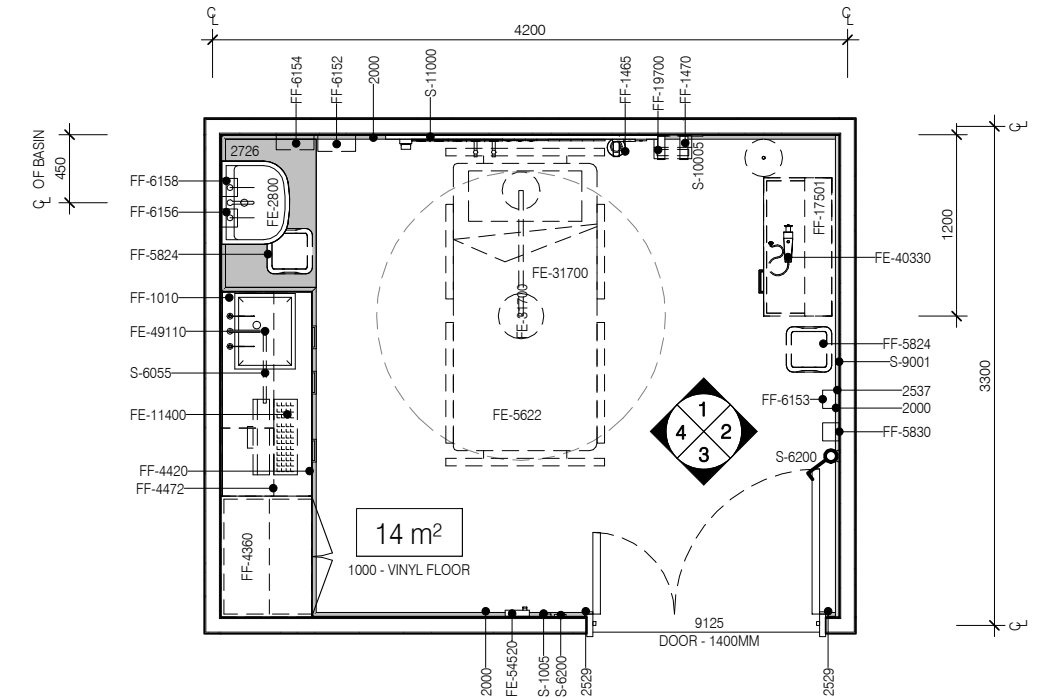 ℄
4200
℄
FF-6154
FF-6152
2000
S-11000
FF-1465
FF-19700
FF-1470
℄ OF BASIN
450
2726
S-10005
℄
FF-6158
FE-2800
FF-17501
FF-6156
1200
FF-5824
FE-31700
FE-40330
FF-1010
FE-31700
FE-49110
FF-5824
S-9001
S-6055
3300
2537
FF-6153
2000
FE-11400
FE-5622
1
4
2
3
FF-5830
S-6200
FF-4420
FF-4472
14 m²
FF-4360
1000 - VINYL FLOOR
9125
DOOR - 1400MM
℄
2000
FE-54520
S-1005
S-6200
2529
2529